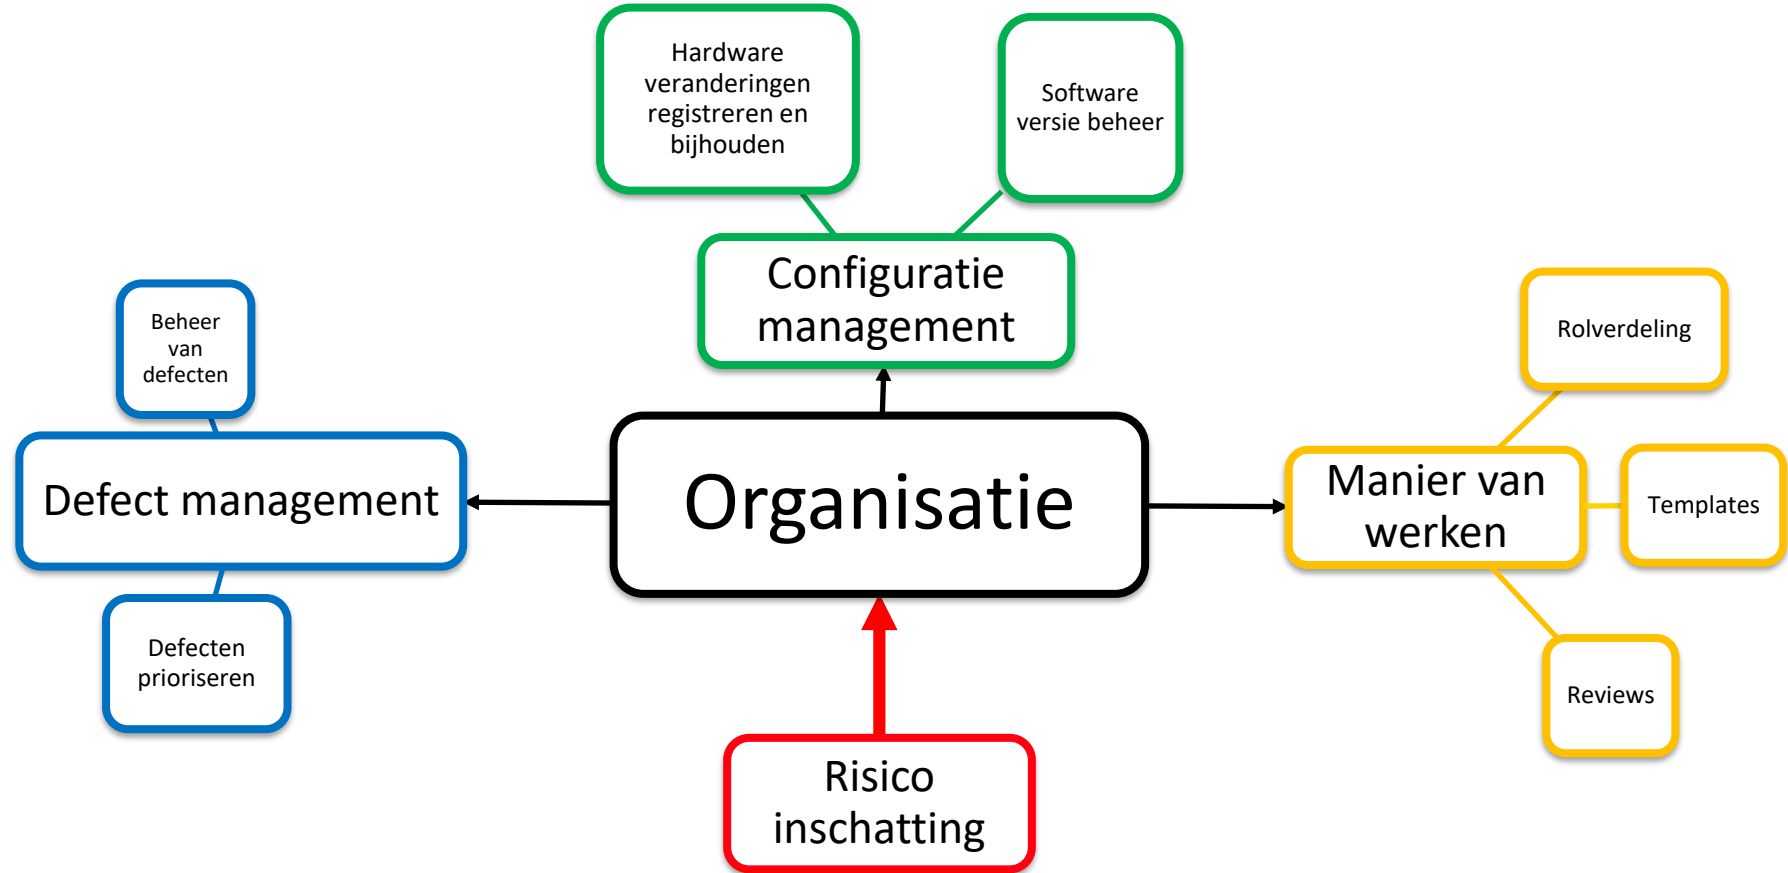 Hardware
veranderingen
registreren en
bijhouden
Software
versie beheer
Configuratie
management
Beheer
van
defecten
Defect management
Defecten
prioriseren
Organisatie
Manier van
werken
Rolverdeling
Templates
Reviews
Risico
inschatting